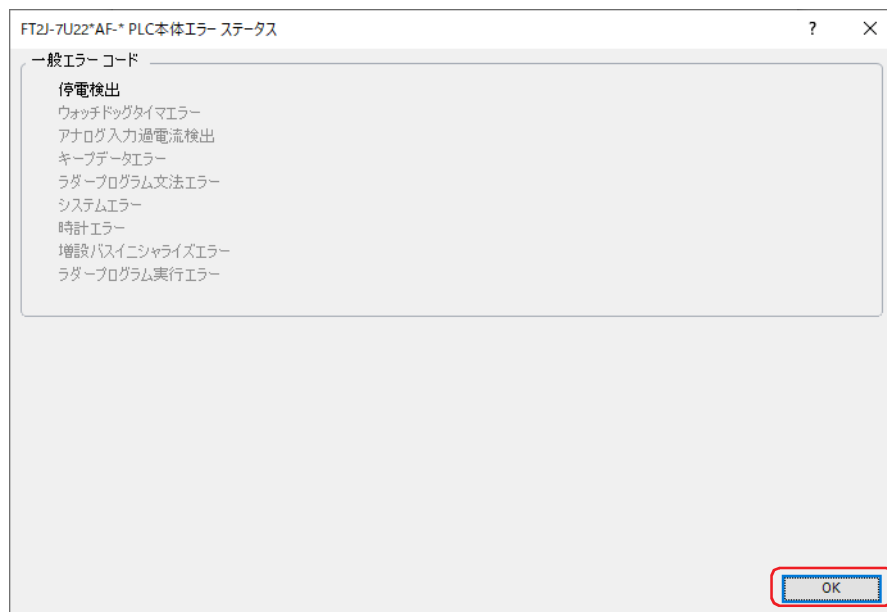 FT2J-7U22*AF-* PLC本体エラー ステータス
一般エラー コード
停電検出
ウォッチドッグタイマエラー
アナログ入力過電流検出
キープデータエラー
ラダープログラム文法エラー
システムエラー
時計エラー
増設バスイニシャライズエラー
ラダープログラム実行エラー
OK